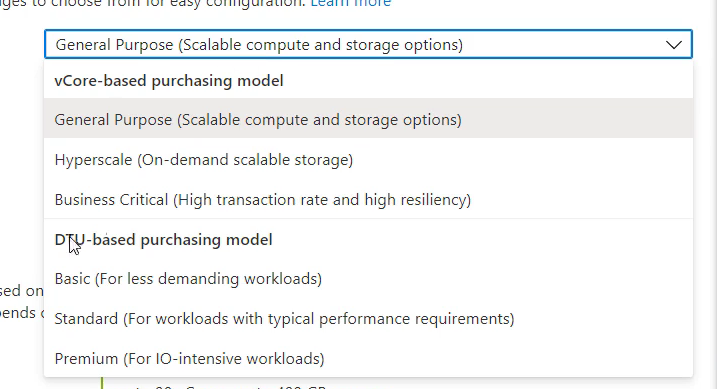 ges to choose from for easy configuration. Learn more
General Purpose (Scalable compute and storage options)
vCore-based purchasing model
General Purpose (Scalable compute and storage options)
Hyperscale (On-demand scalable storage)
Business Critical (High transaction rate and high resiliency)
DTU-based purchasing model
Basic (For less demanding workloads)
sed on
Standard (For workloads with typical performance requirements)
ends
Premium (For IO-intensive workloads)